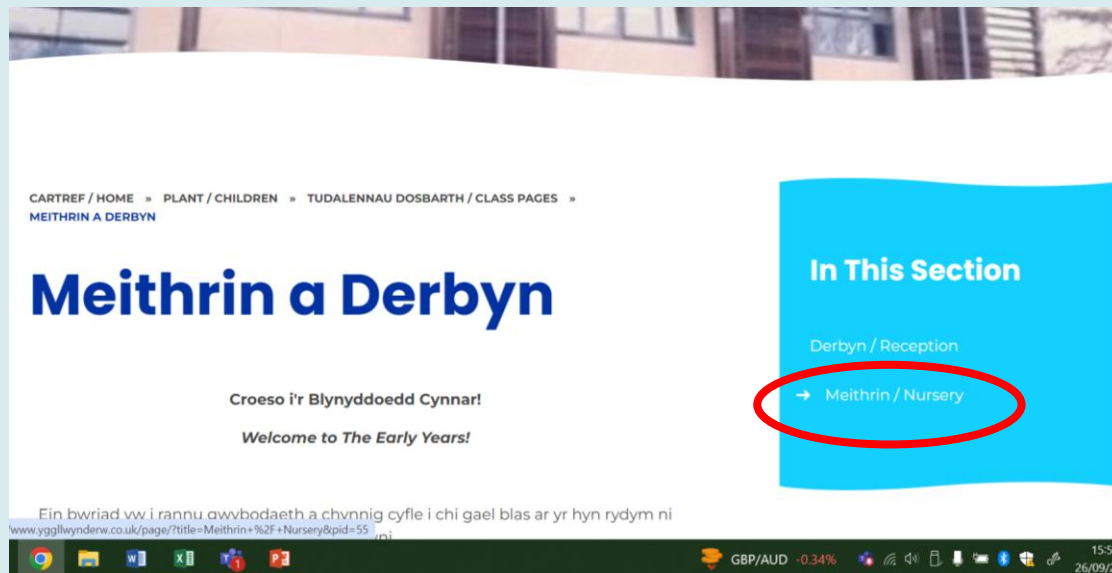 CARTREF / HOME » PLANT / CHILDREN » TUDALENNAU DOSBARTH / CLASS PAGES »
MEITHRIN A DERBYN
Meithrin a Derbyn
Croeso i'r Blynyddoedd Cynnar!
Welcome to The Early Years!
Ein bwriad yw i rannu gwybodaeth a chynnig cyfle i chi gael blas ar yr hyn rydym ni
In This Section
Derbyn / Reception
➔ Meithrin / Nursery
www.yggllwynderw.co.uk/page/?title=Meithrin+%2F+Nursery&pid=55
GBP/AUD -0.34%
15:5
26/09/2